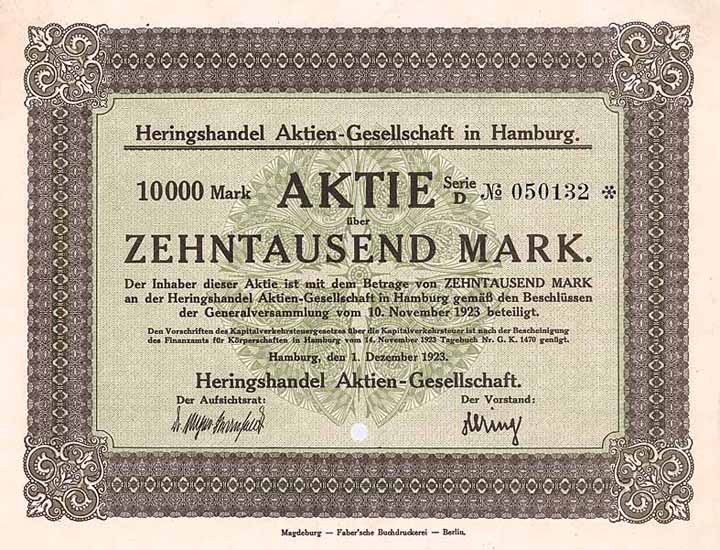 Heringshandel Aktien-Gesellschaft in Hamburg.
10000 Mark AKTIE Serie D № 050132 *
über
ZEHNTAUSEND MARK.
Der Inhaber dieser Aktie ist mit dem Betrage von ZEHNTAUSEND MARK
an der Heringshandel Aktien-Gesellschaft in Hamburg gemäß den Beschlüssen
der Generalversammlung vom 10. November 1923 beteiligt.
Den Vorschriften des Kapitalverkehrsteuergesetzes über die Kapitalverkehrsteuer ist nach der Bescheinigung
des Finanzamts für Körperschaften in Hamburg vom 14. November 1923 Tagebuch Nr. G. K. 1470 genügt.
Hamburg, den 1. Dezember 1923.
Heringshandel Aktien-Gesellschaft.
Der Aufsichtsrat: Der Vorstand:
Hering
Magdeburg — Faber'sche Buchdruckerei — Berlin.